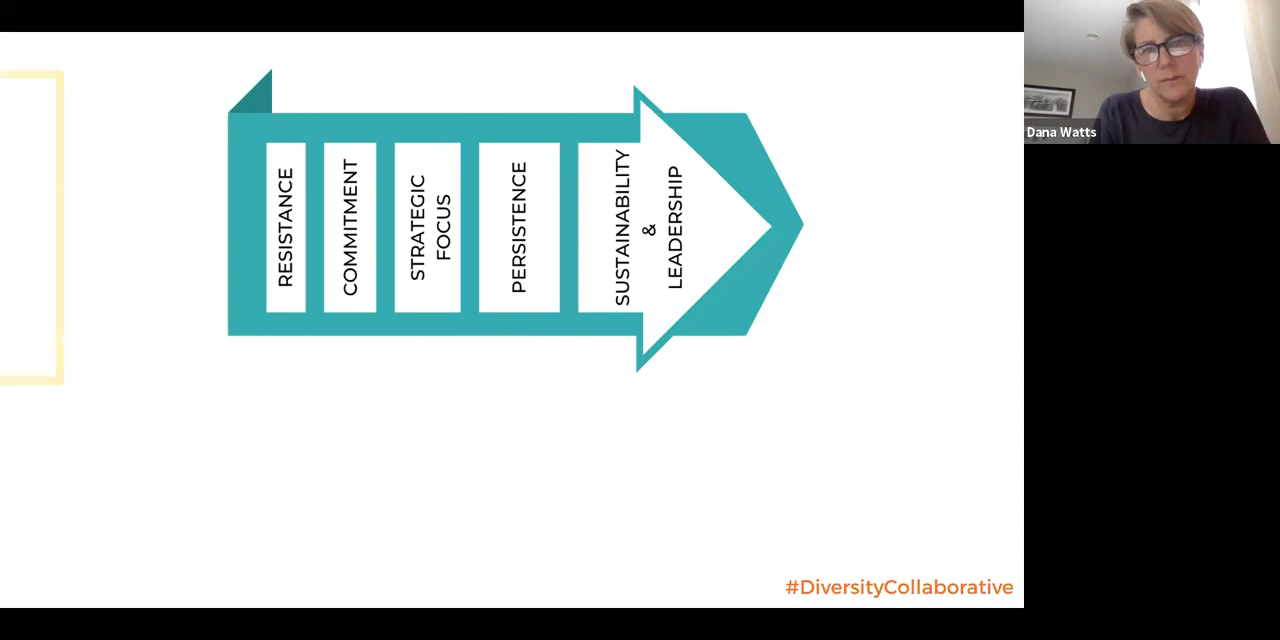 RESISTANCE
COMMITMENT
STRATEGIC
FOCUS
PERSISTENCE
SUSTAINABILITY
&
LEADERSHIP
Dana Watts
#DiversityCollaborative